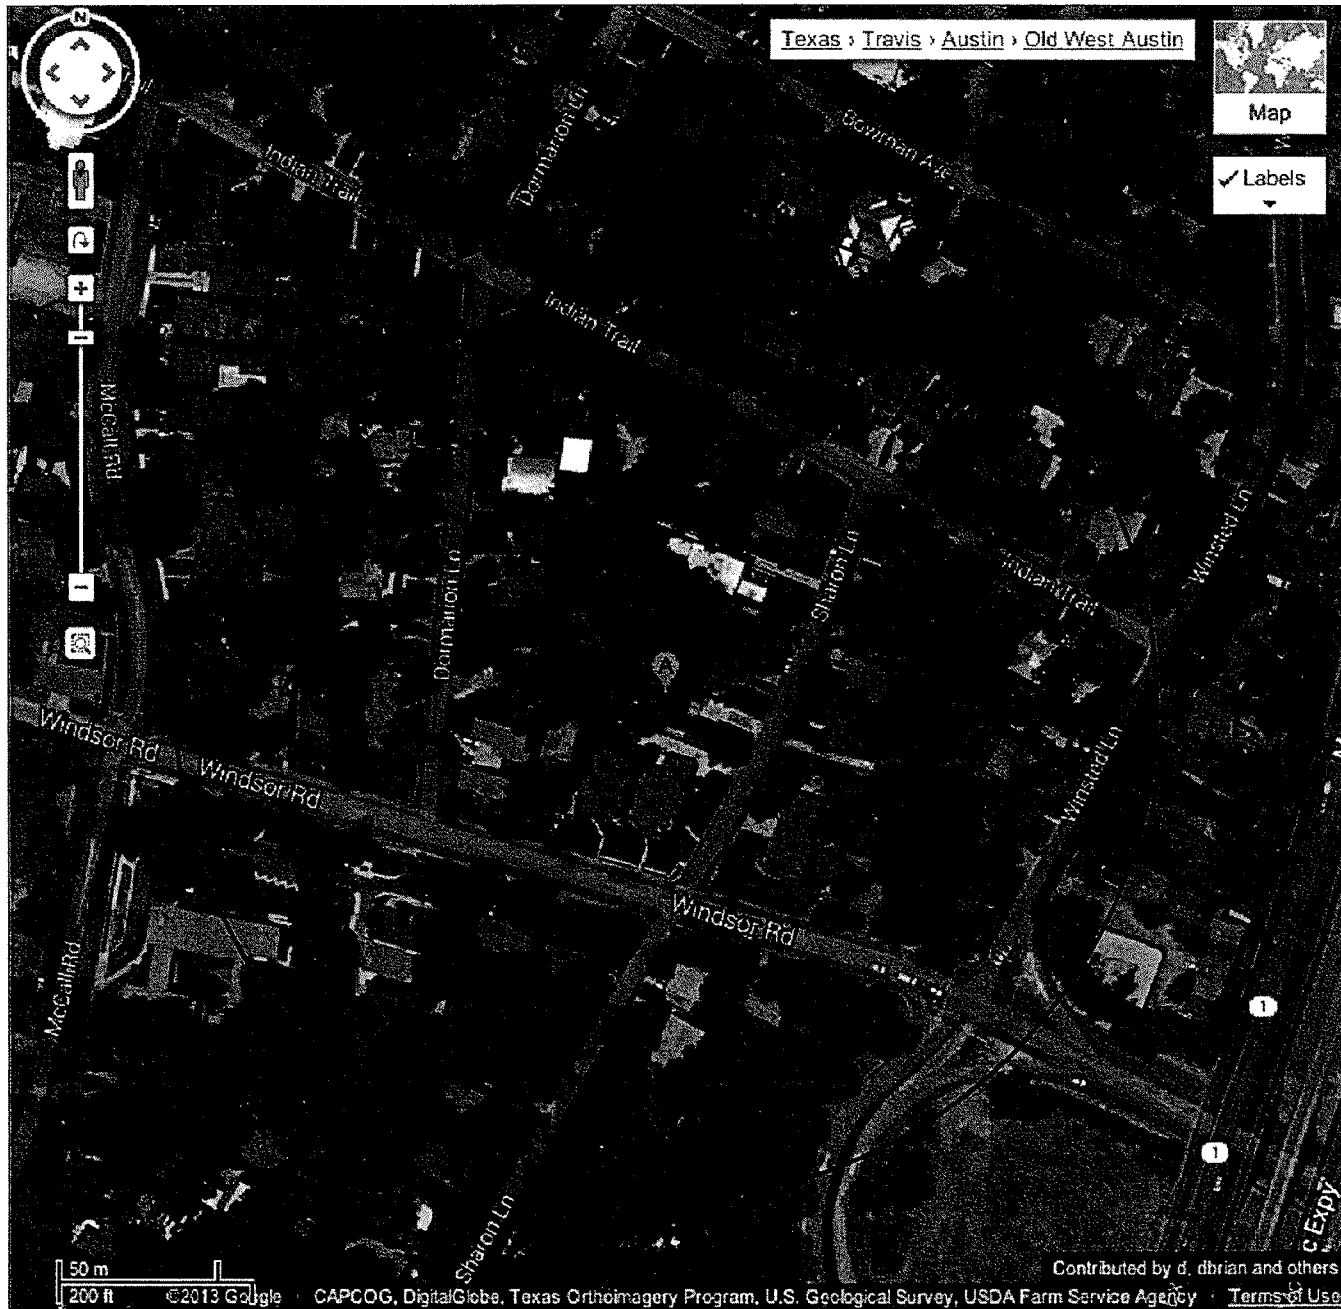 N
Texas › Travis › Austin › Old West Austin
Map
✓ Labels
Dormarion Ln
Bowman Ave
Indian Trail
Indian Trail
McCall Rd
Winsted Ln
Sharon Ln
Indian Trail
Dormarion Ln
A
Windsor Rd
Windsor Rd
Winsted Ln
Windsor Rd
McCall Rd
1
1
c Expy
Sharon Ln
50 m
200 ft
Contributed by d, dbrian and others
©2013 Google · CAPCOG, DigitalGlobe, Texas Orthoimagery Program, U.S. Geological Survey, USDA Farm Service Agency · Terms of Use